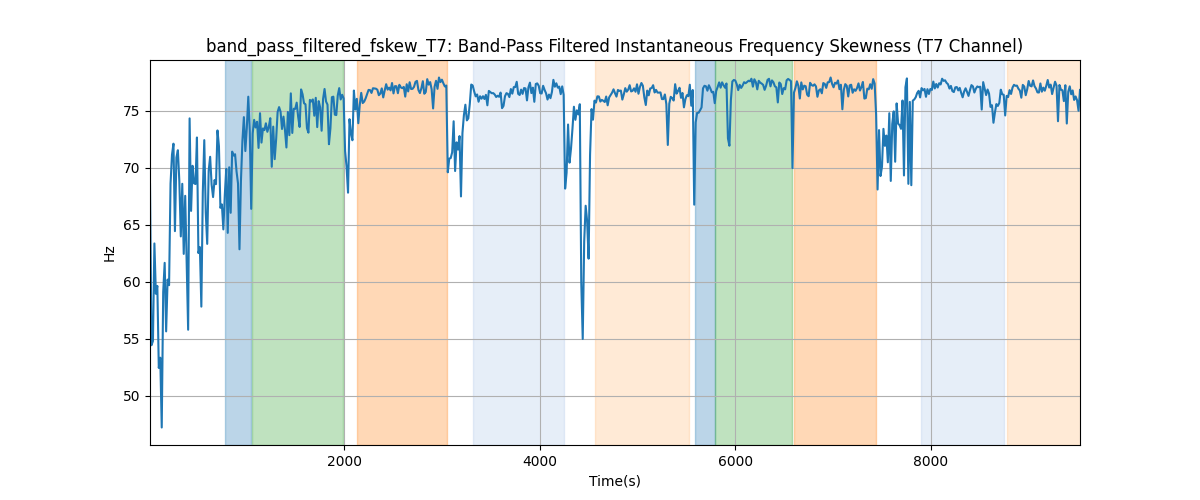 band_pass_filtered_fskew_T7: Band-Pass Filtered Instantaneous Frequency Skewness (T7 Channel)
75
70
65
60
55
50
Hz
2000 4000 6000 8000
Time(s)